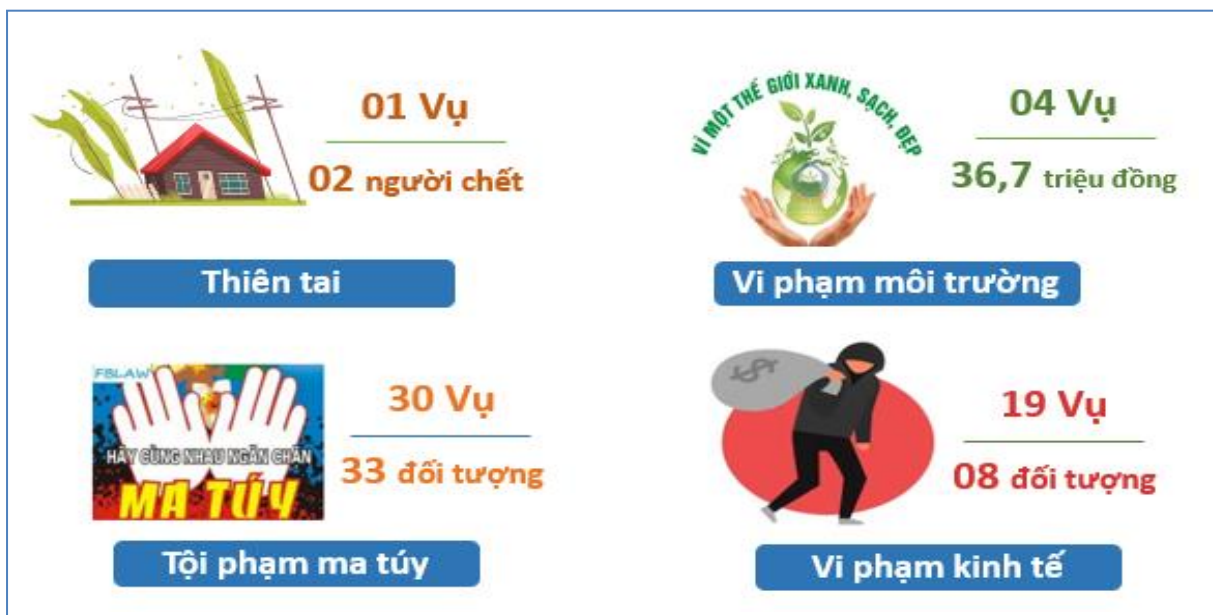 01 Vụ
02 người chết
Thiên tai
VÌ MỘT THẾ GIỚI XANH, SẠCH, ĐẸP
04 Vụ
36,7 triệu đồng
Vi phạm môi trường
FBLAW
HÃY CÙNG NHAU NGĂN CHẶN
MA TÚY
30 Vụ
33 đối tượng
Tội phạm ma túy
$
19 Vụ
08 đối tượng
Vi phạm kinh tế